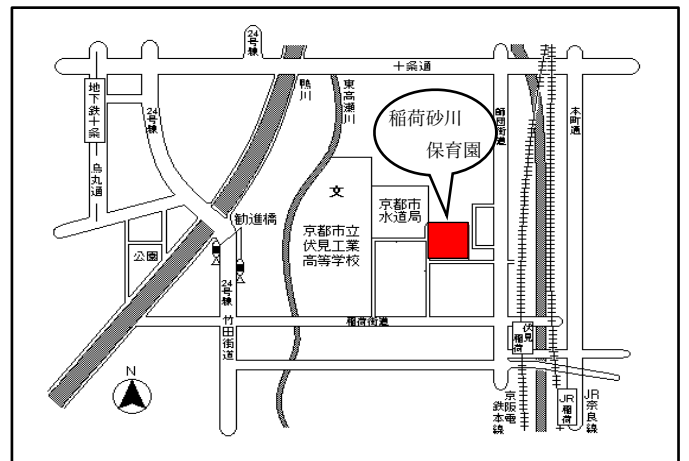 24号線
十条通
地下鉄十条
烏丸通
24号線
鴨川
東高瀬川
稲荷砂川
保育園
師団街道
本町通
文
京都市立
伏見工業
高等学校
京都市
水道局
勧進橋
公園
24号線
竹田街道
稲荷街道
伏見
稲荷
N
京阪電
鉄本線
JR
稲荷
JR奈良線